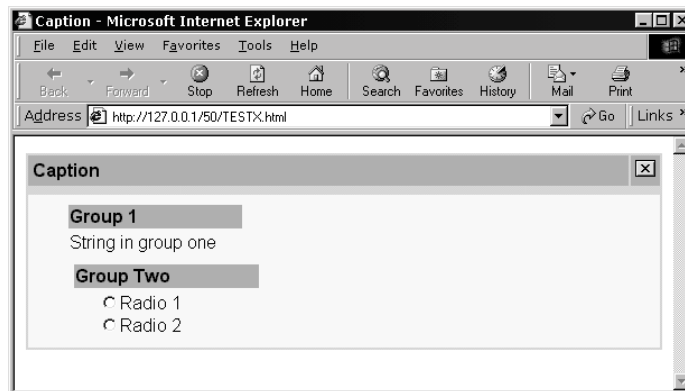 Caption - Microsoft Internet Explorer
File Edit View Favorites Tools Help
Back Forward Stop Refresh Home Search Favorites History Mail Print
Address http://127.0.0.1/50/TESTX.html Go Links
Caption
Group 1
String in group one
Group Two
Radio 1
Radio 2